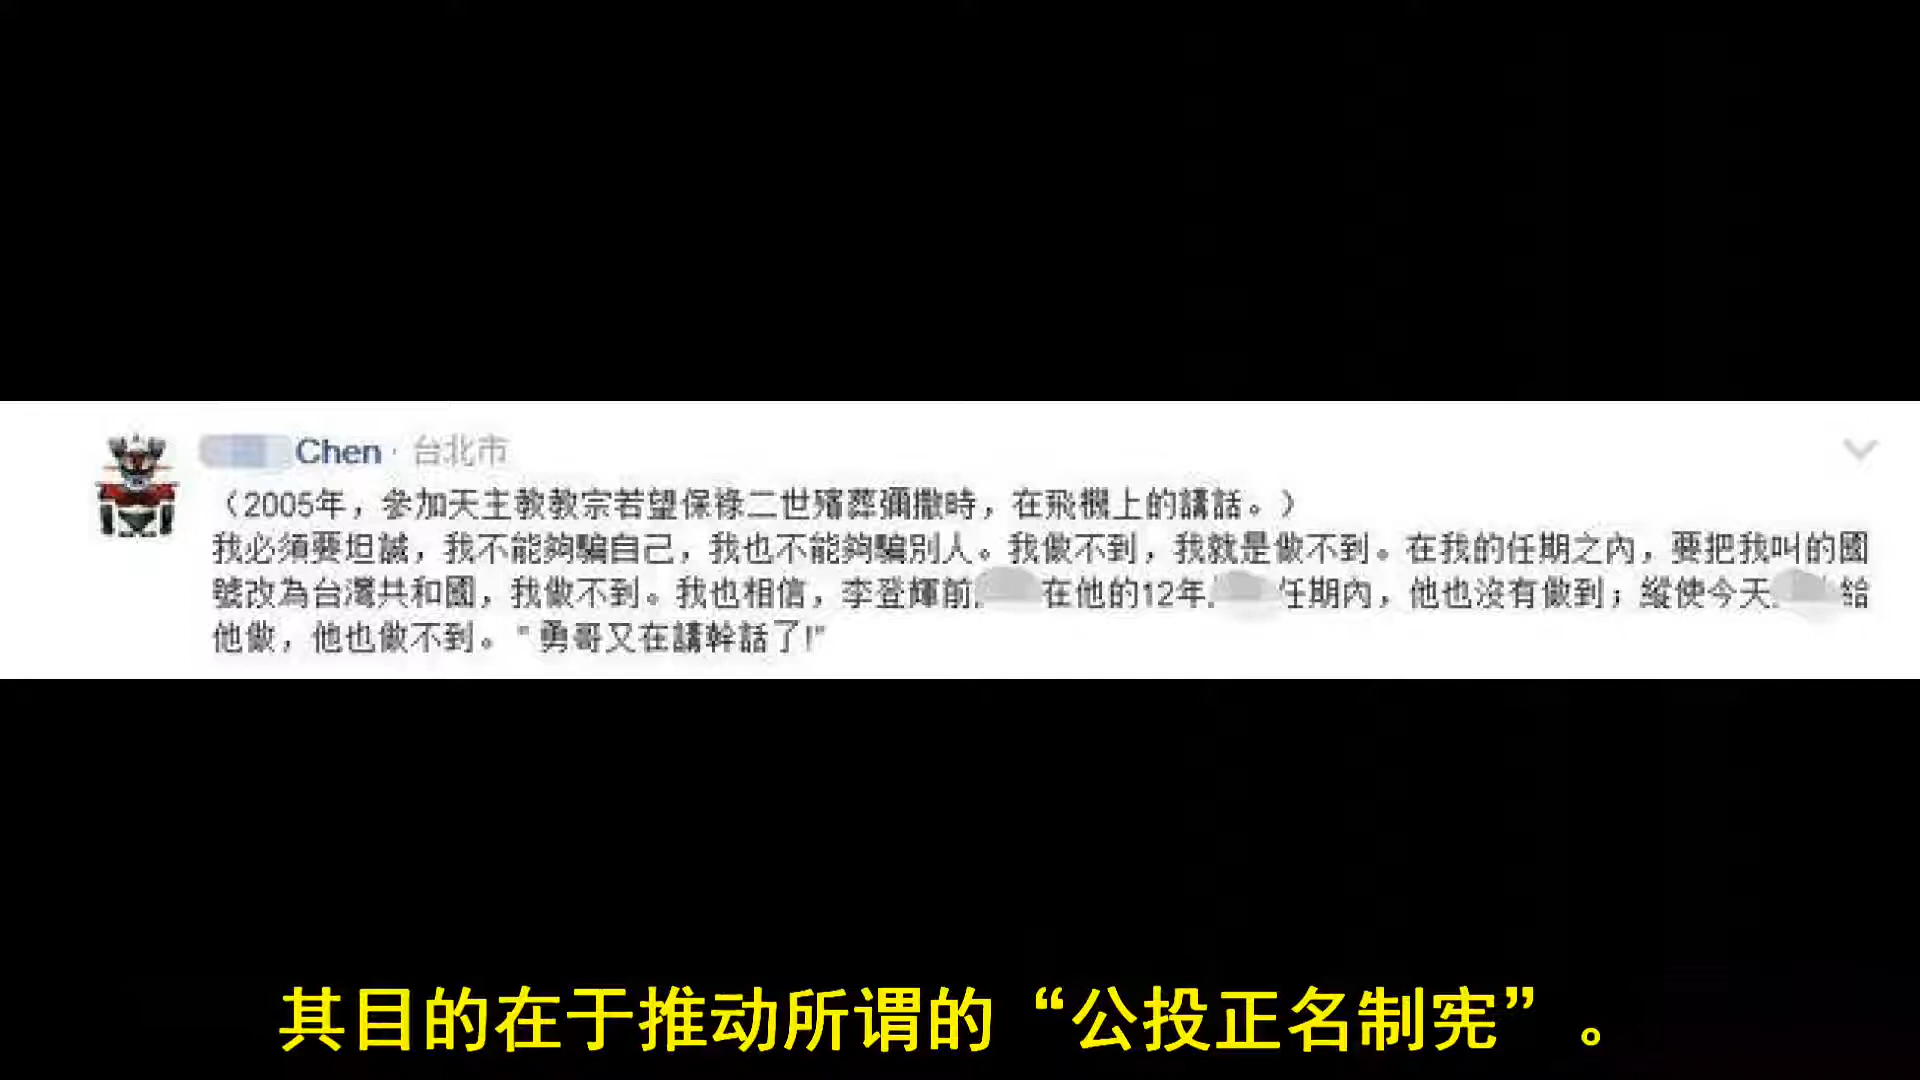 Chen · 台北市
（2005年，參加天主教教宗若望保祿二世殯葬彌撒時，在飛機上的講話。）
我必須要坦誠，我不能夠騙自己，我也不能夠騙別人。我做不到，我就是做不到。在我的任期之內，要把我叫的國
號改為台灣共和國，我做不到。我也相信，李登輝前 在他的12年 任期內，他也沒有做到；縱使今天 給
他做，他也做不到。" 勇哥又在講幹話了!"
其目的在于推动所谓的“公投正名制宪”。